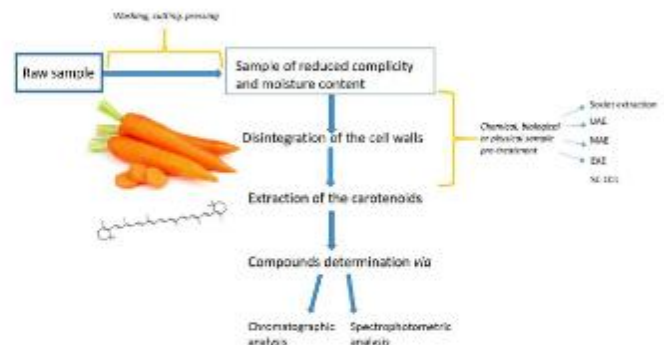 Washing, cutting, pressing
Raw sample
Sample of reduced complicity
and moisture content
Disintegration of the cell walls
Extraction of the carotenoids
Compounds determination via
Chromatographic
analysis
Spectrophotometric
analysis
Chemical, biological
or physical sample
pre-treatment
Soxlet extraction
UAE
MAE
EAE